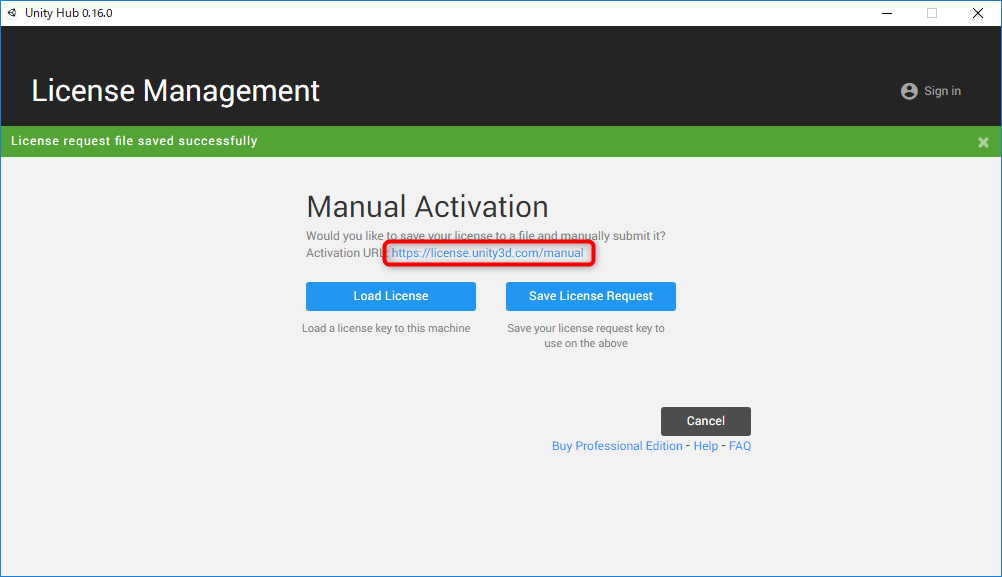 Unity Hub 0.16.0
License Management
Sign in
License request file saved successfully
Manual Activation
Would you like to save your license to a file and manually submit it?
Activation URL: https://license.unity3d.com/manual
Load License
Save License Request
Load a license key to this machine
Save your license request key to
use on the above
Cancel
Buy Professional Edition - Help - FAQ